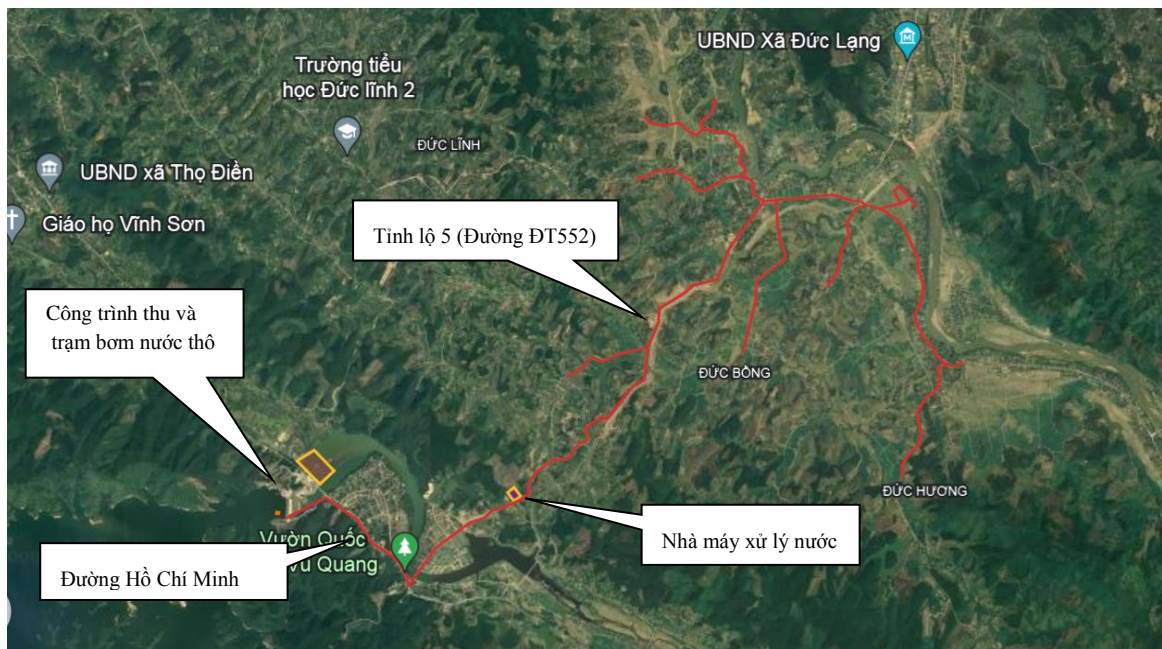 UBND Xã Đức Lạng
Trường tiểu
học Đức lĩnh 2
ĐỨC LĨNH
UBND xã Thọ Điền
Giáo họ Vĩnh Sơn
Tỉnh lộ 5 (Đường ĐT552)
Công trình thu và
trạm bơm nước thô
ĐỨC BỒNG
ĐỨC HƯƠNG
Vườn Quốc
Vũ Quang
Nhà máy xử lý nước
Đường Hồ Chí Minh